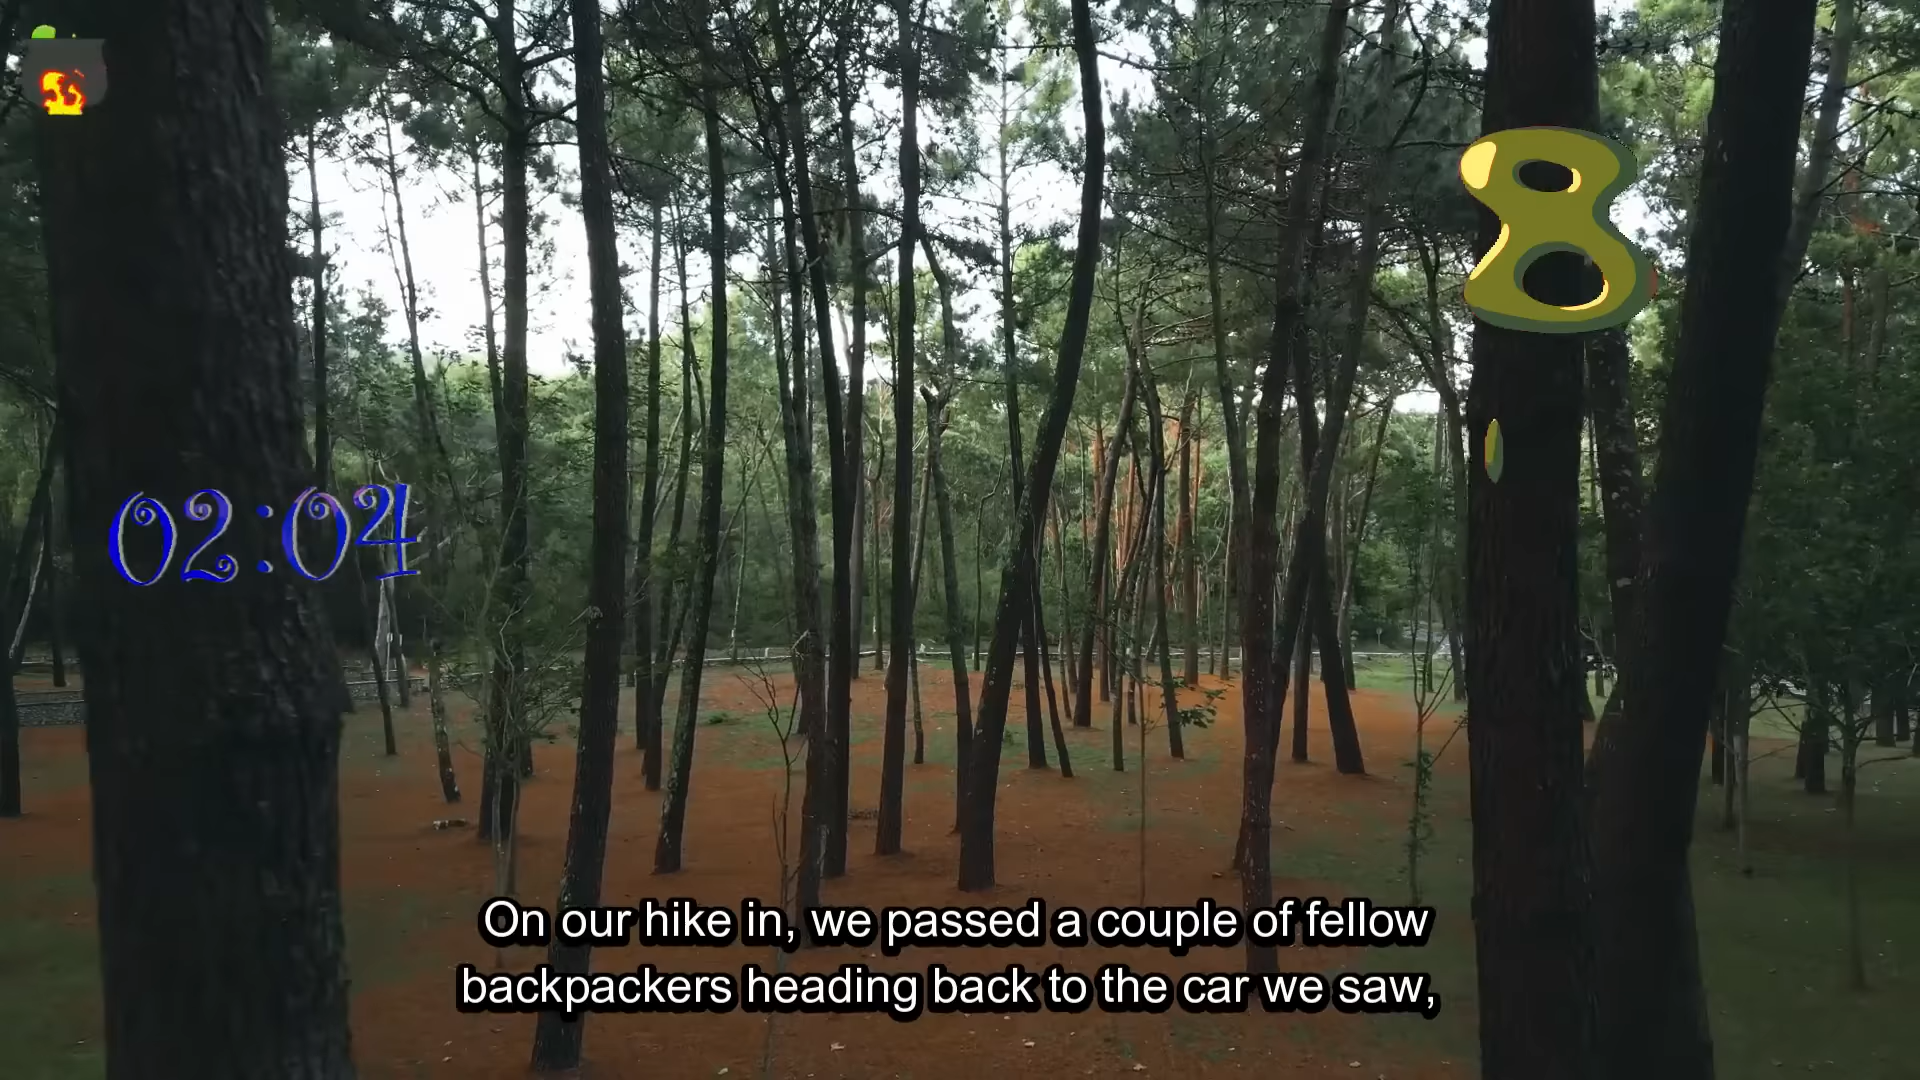 8
02:04
On our hike in, we passed a couple of fellow
backpackers heading back to the car we saw,